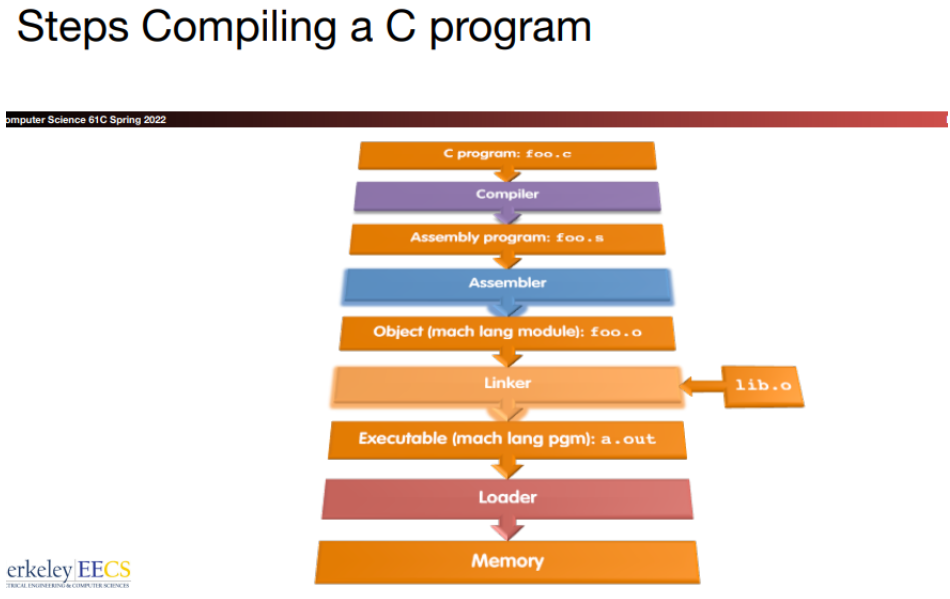 Steps Compiling a C program
omputer Science 61C Spring 2022
C program: foo.c
Compiler
Assembly program: foo.s
Assembler
Object (mach lang module): foo.o
Linker
lib.o
Executable (mach lang pgm): a.out
Loader
Memory
erkeley EECS
TRICAL ENGINEERING & COMPUTER SCIENCES